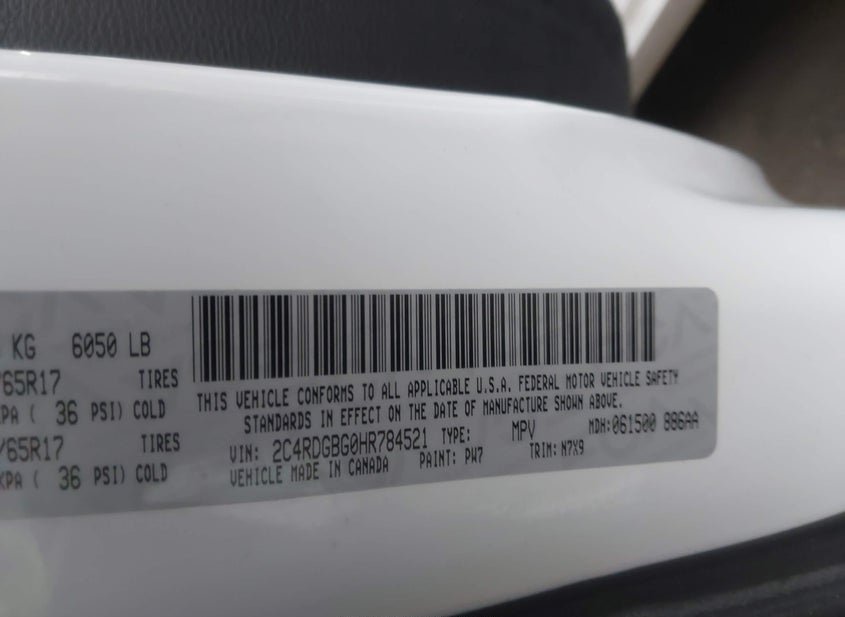 KG 6050 LB
65R17 TIRES
KPA ( 36 PSI) COLD
/65R17 TIRES
KPA ( 36 PSI) COLD
THIS VEHICLE CONFORMS TO ALL APPLICABLE U.S.A. FEDERAL MOTOR VEHICLE SAFETY
STANDARDS IN EFFECT ON THE DATE OF MANUFACTURE SHOWN ABOVE.
VIN: 2C4RDGBG0HR784521 TYPE: MPV MDH:061500 886AA
VEHICLE MADE IN CANADA PAINT: PW7 TRIM: N7X9